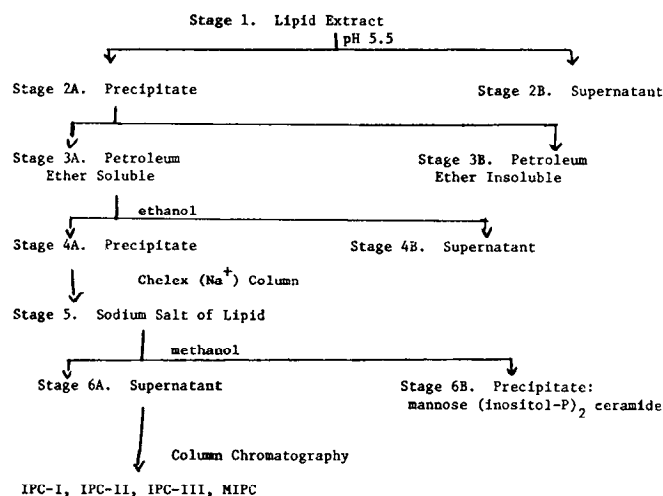 Stage 1. Lipid Extract
pH 5.5
Stage 2A. Precipitate
Stage 2B. Supernatant
Stage 3A. Petroleum
Ether Soluble
Stage 3B. Petroleum
Ether Insoluble
ethanol
Stage 4A. Precipitate
Stage 4B. Supernatant
Chelex (Na+) Column
Stage 5. Sodium Salt of Lipid
methanol
Stage 6A. Supernatant
Stage 6B. Precipitate:
mannose (inositol-P)2 ceramide
Column Chromatography
IPC-I, IPC-II, IPC-III, MIPC